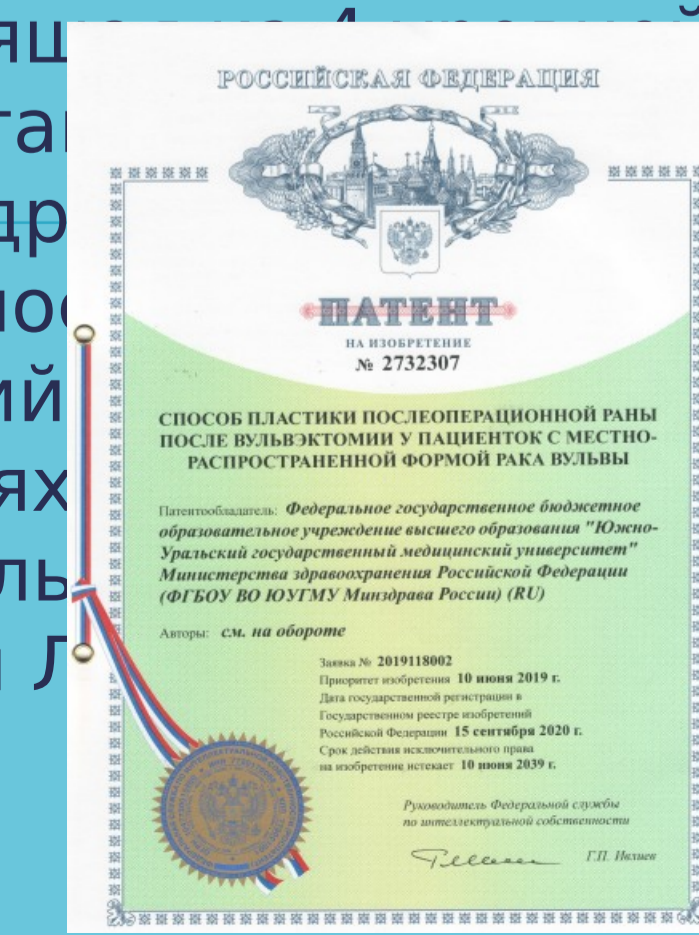 РОССИЙСКАЯ ФЕДЕРАЦИЯ
ПАТЕНТ
НА ИЗОБРЕТЕНИЕ
№ 2732307
СПОСОБ ПЛАСТИКИ ПОСЛЕОПЕРАЦИОННОЙ РАНЫ
ПОСЛЕ ВУЛЬВЭКТОМИИ У ПАЦИЕНТОК С МЕСТНО-
РАСПРОСТРАНЕННОЙ ФОРМОЙ РАКА ВУЛЬВЫ
Патентообладатель: Федеральное государственное бюджетное
образовательное учреждение высшего образования "Южно-
Уральский государственный медицинский университет"
Министерства здравоохранения Российской Федерации
(ФГБОУ ВО ЮУГМУ Минздрава России) (RU)
Авторы: см. на обороте
Заявка № 2019118002
Приоритет изобретения 10 июня 2019 г.
Дата государственной регистрации в
Государственном реестре изобретений
Российской Федерации 15 сентября 2020 г.
Срок действия исключительного права
на изобретение истекает 10 июня 2039 г.
Руководитель Федеральной службы
по интеллектуальной собственности
Г.П. Ивлиев